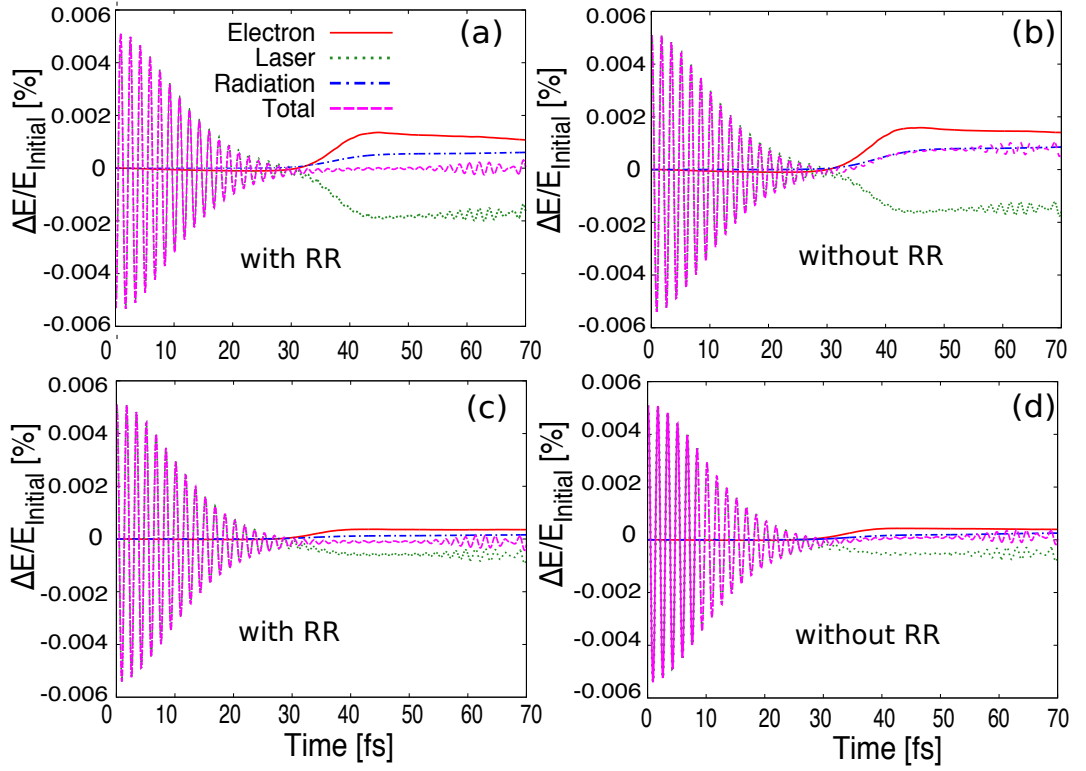 0.006
0.004
0.002
0
-0.002
-0.004
-0.006
ΔE/E_Initial [%]
Electron
Laser
Radiation
Total
(a)
with RR
0 10 20 30 40 50 60 70
0.006
0.004
0.002
0
-0.002
-0.004
-0.006
ΔE/E_Initial [%]
(b)
without RR
0 10 20 30 40 50 60 70
0.006
0.004
0.002
0
-0.002
-0.004
-0.006
ΔE/E_Initial [%]
(c)
with RR
0 10 20 30 40 50 60 70
Time [fs]
0.006
0.004
0.002
0
-0.002
-0.004
-0.006
ΔE/E_Initial [%]
(d)
without RR
0 10 20 30 40 50 60 70
Time [fs]